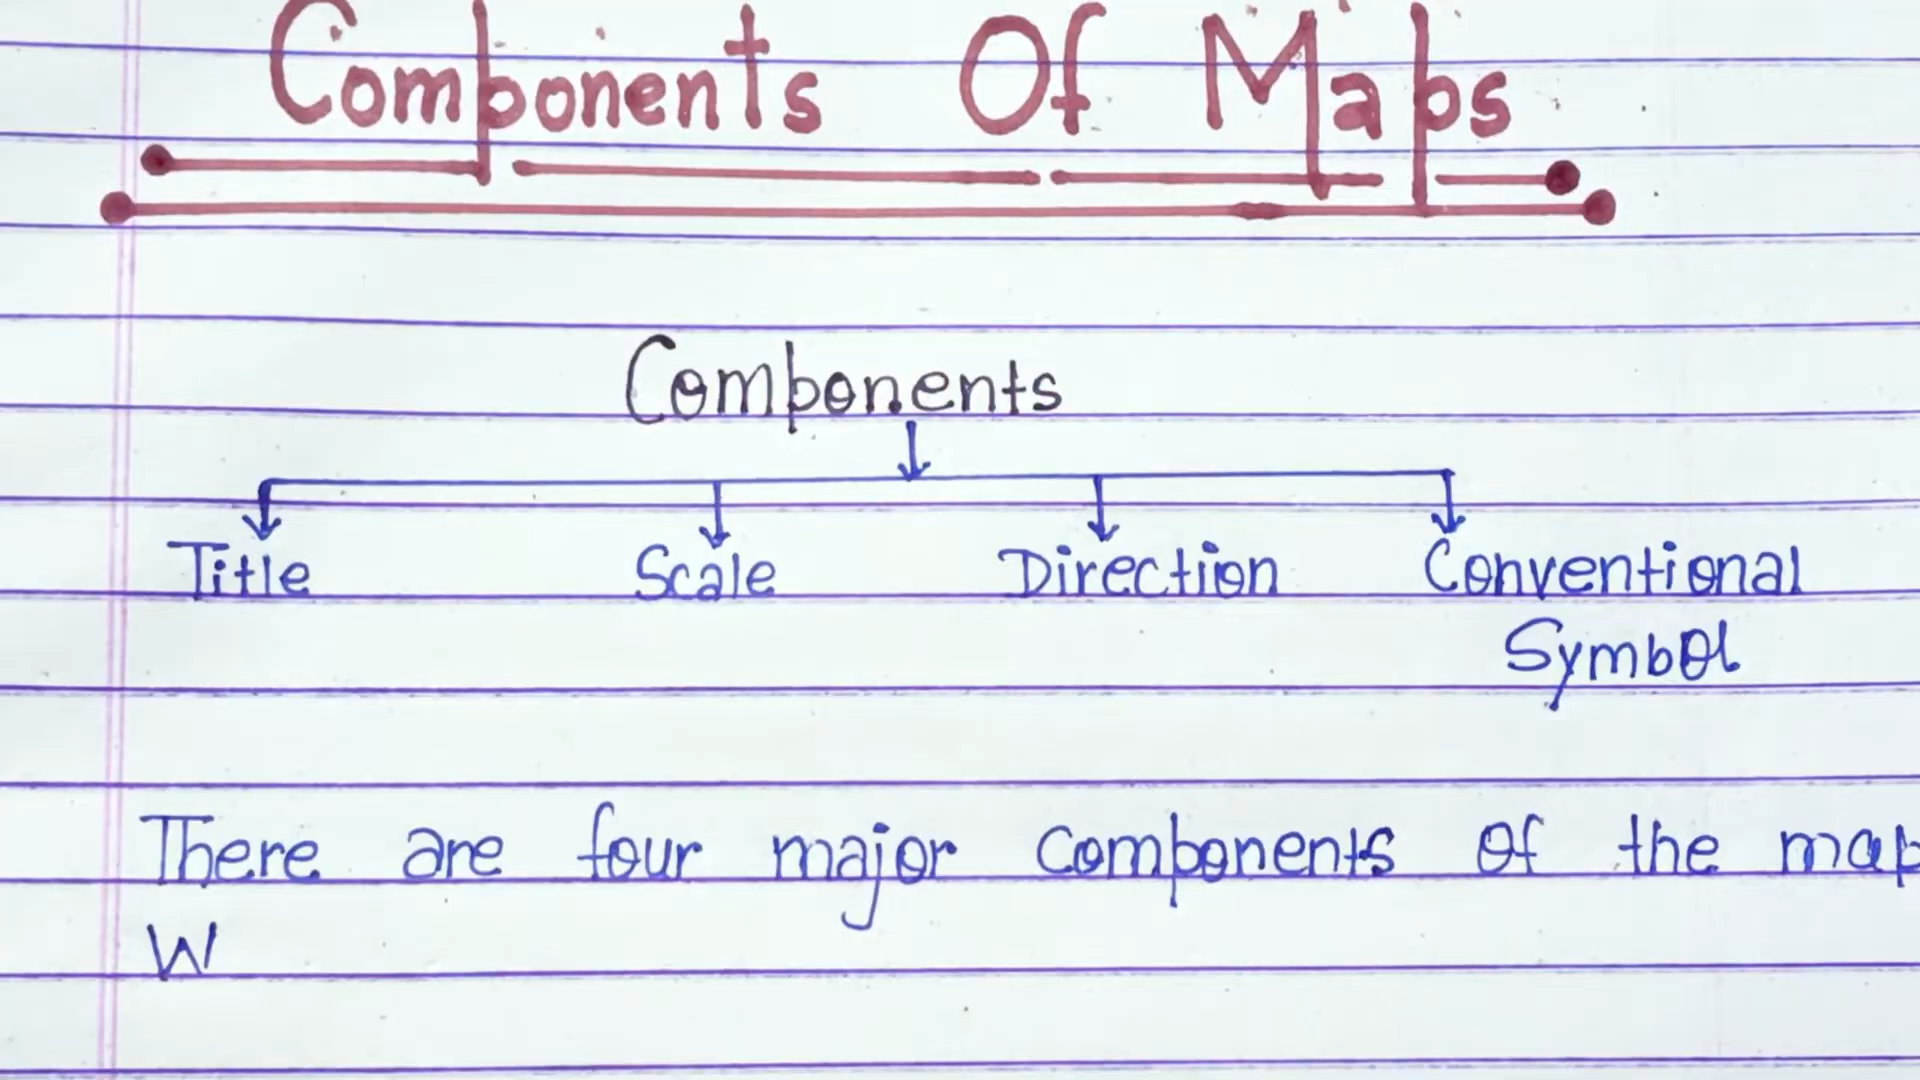 Components Of Maps
Components
Title Scale Direction Conventional
Symbol
There are four major components of the map
W